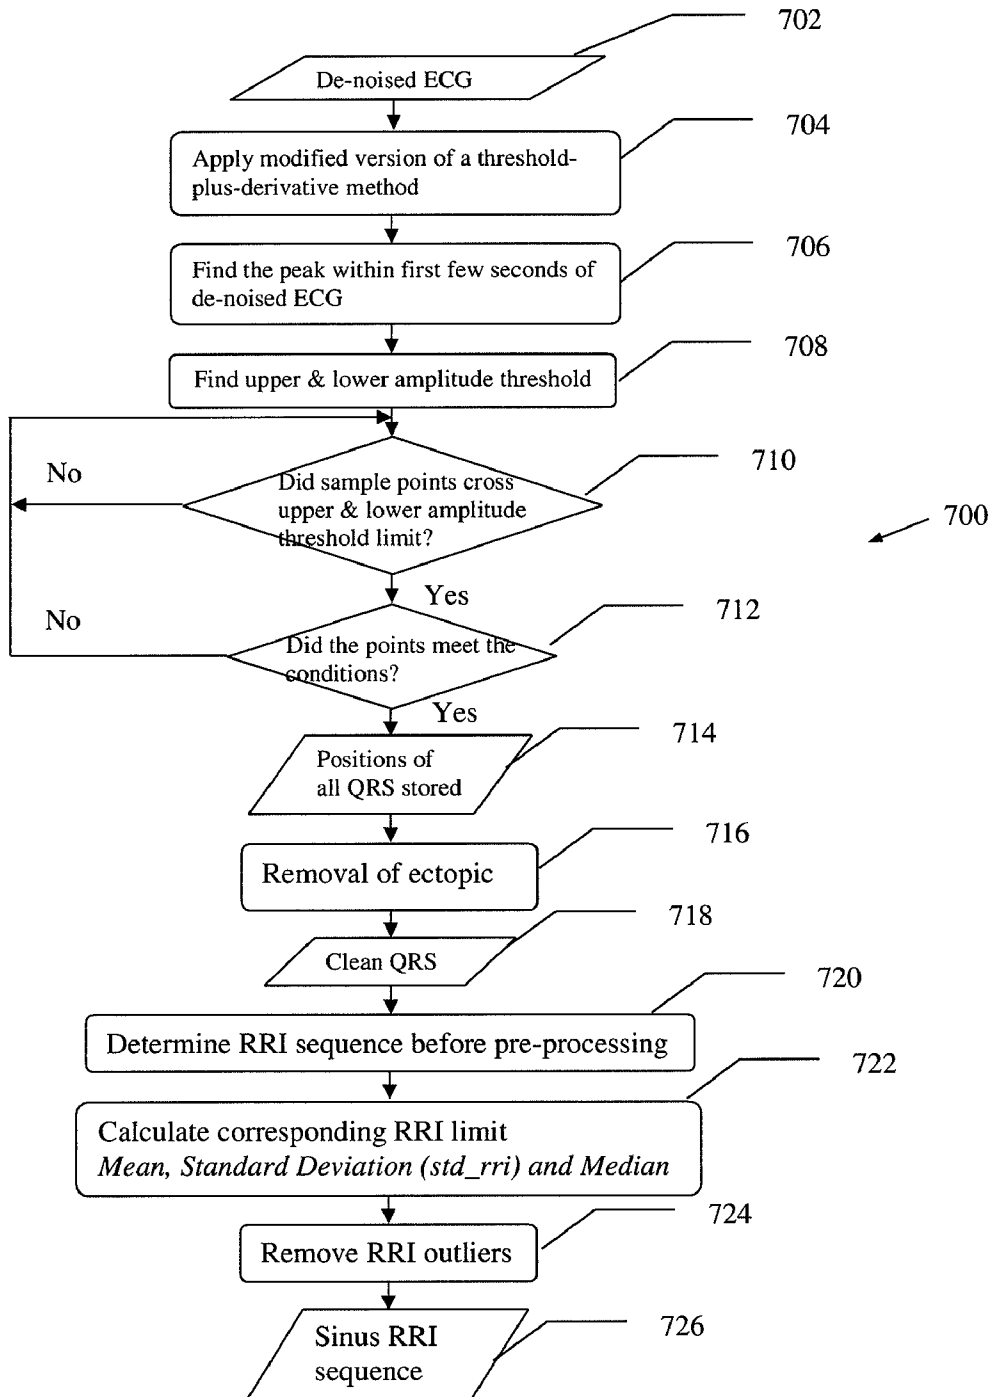 702
De-noised ECG
704
Apply modified version of a threshold-
plus-derivative method
706
Find the peak within first few seconds of
de-noised ECG
708
Find upper & lower amplitude threshold
No
710
Did sample points cross
upper & lower amplitude
threshold limit?
700
Yes
No
712
Did the points meet the
conditions?
Yes
714
Positions of
all QRS stored
716
Removal of ectopic
718
Clean QRS
720
Determine RRI sequence before pre-processing
722
Calculate corresponding RRI limit
Mean, Standard Deviation (std_rri) and Median
724
Remove RRI outliers
726
Sinus RRI
sequence